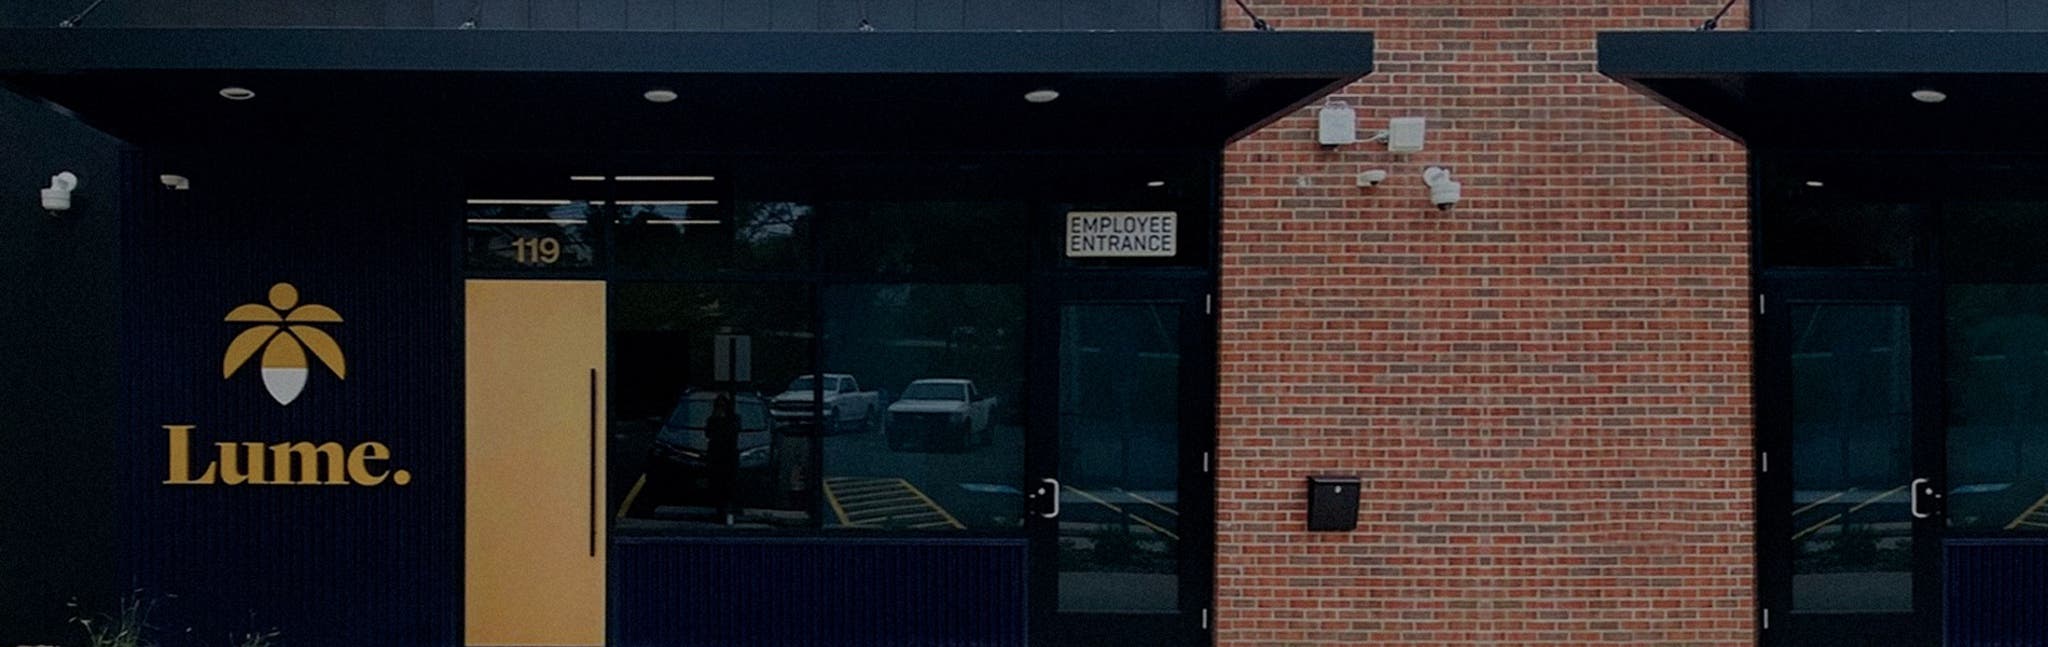 119
EMPLOYEE
ENTRANCE
Lume.